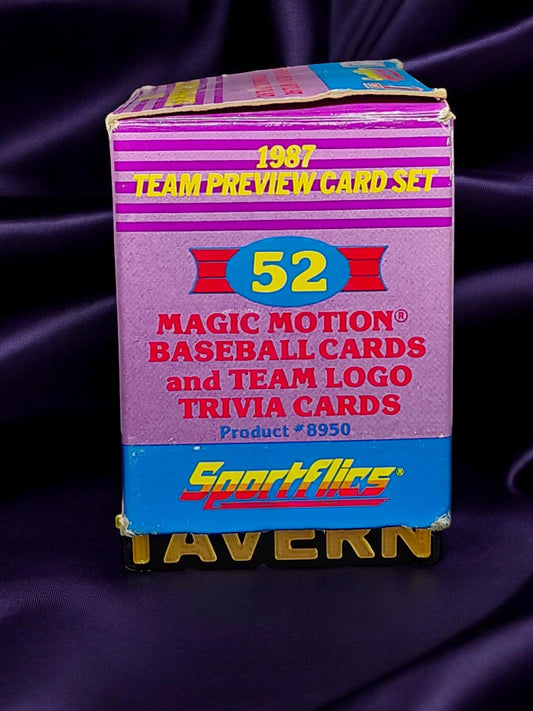 1987
TEAM PREVIEW CARD SET
52
MAGIC MOTION®
BASEBALL CARDS
and TEAM LOGO
TRIVIA CARDS
Product #8950
Sportflics®
TAVERN